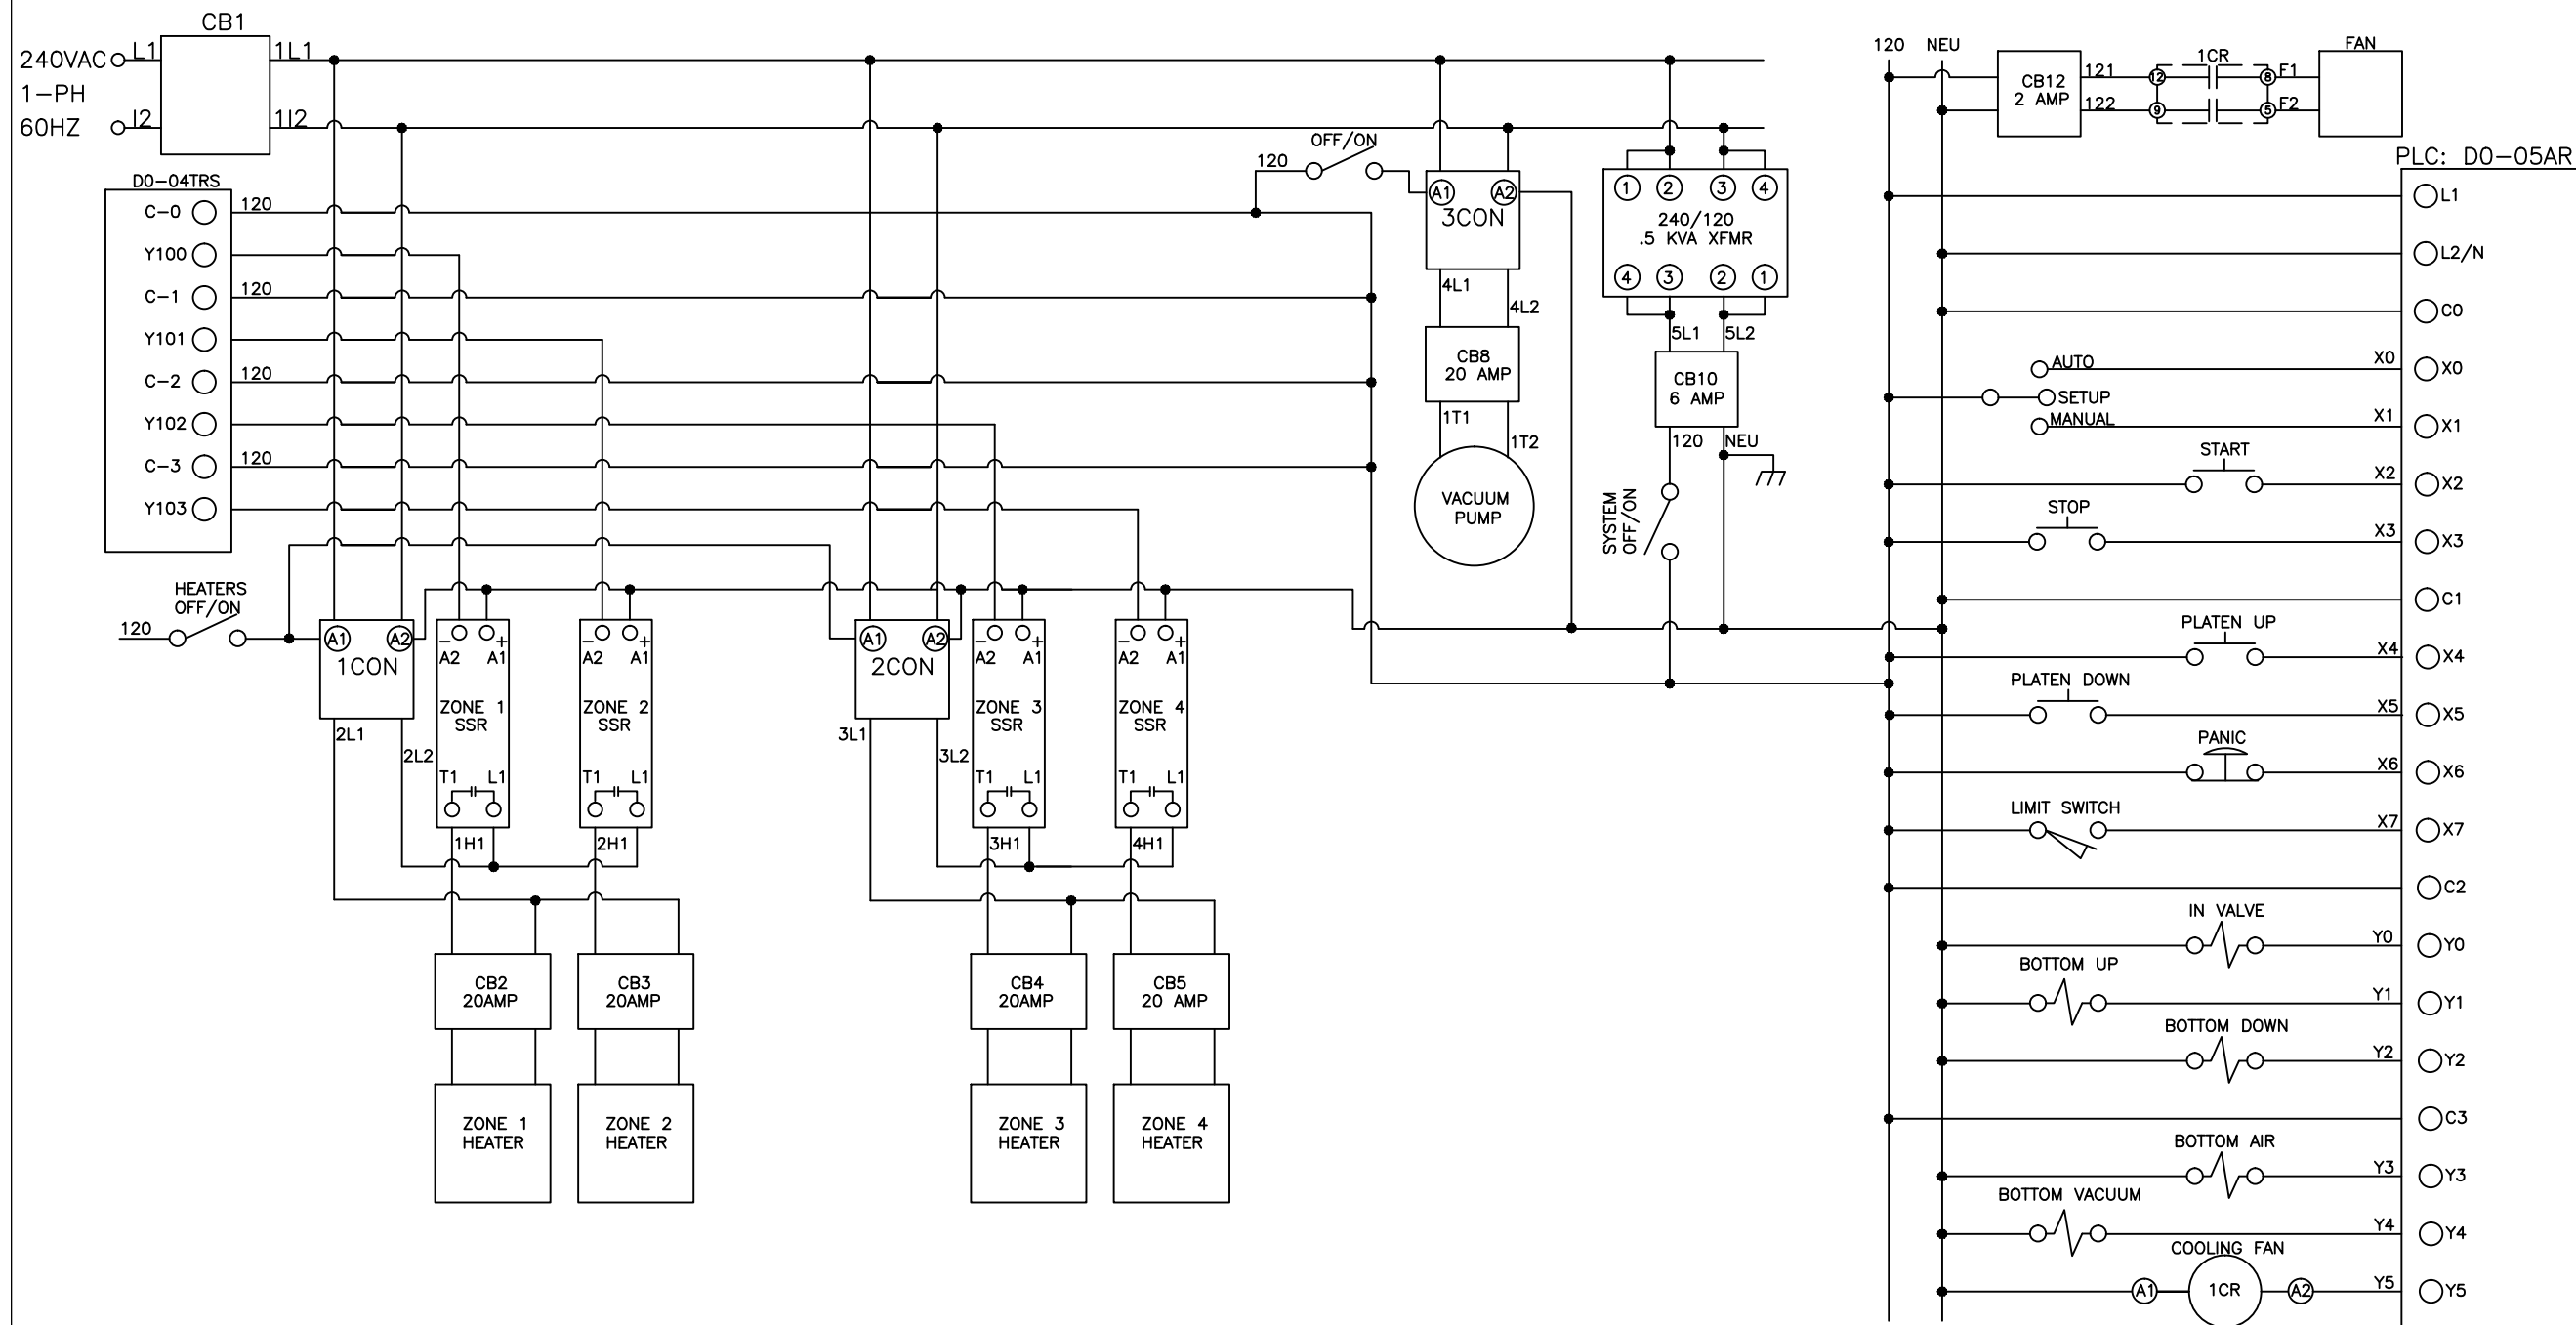 CB1
240VAC
1-PH
60HZ
L1
1L1
l2
1l2
D0-04TRS
C-0
120
Y100
C-1
120
Y101
C-2
120
Y102
C-3
120
Y103
HEATERS
OFF/ON
120
A1
A2
1CON
2L1
2L2
- +
A2 A1
ZONE 1
SSR
T1 L1
1H1
- +
A2 A1
ZONE 2
SSR
T1 L1
2H1
CB2
20AMP
CB3
20AMP
ZONE 1
HEATER
ZONE 2
HEATER
A1
A2
2CON
3L1
3L2
- +
A2 A1
ZONE 3
SSR
T1 L1
3H1
- +
A2 A1
ZONE 4
SSR
T1 L1
4H1
CB4
20AMP
CB5
20 AMP
ZONE 3
HEATER
ZONE 4
HEATER
OFF/ON
120
A1
A2
3CON
4L1
4L2
CB8
20 AMP
1T1
1T2
VACUUM
PUMP
1 2 3 4
240/120
.5 KVA XFMR
4 3 2 1
5L1
5L2
CB10
6 AMP
120
NEU
SYSTEM
OFF/ON
120 NEU
CB12
2 AMP
121
122
1CR
12
8
9
5
F1
F2
FAN
PLC: D0-05AR
L1
L2/N
C0
AUTO
X0
X0
SETUP
MANUAL
X1
X1
START
X2
X2
STOP
X3
X3
C1
PLATEN UP
X4
X4
PLATEN DOWN
X5
X5
PANIC
X6
X6
LIMIT SWITCH
X7
X7
C2
IN VALVE
Y0
Y0
BOTTOM UP
Y1
Y1
BOTTOM DOWN
Y2
Y2
C3
BOTTOM AIR
Y3
Y3
BOTTOM VACUUM
Y4
Y4
COOLING FAN
A1
1CR
A2
Y5
Y5